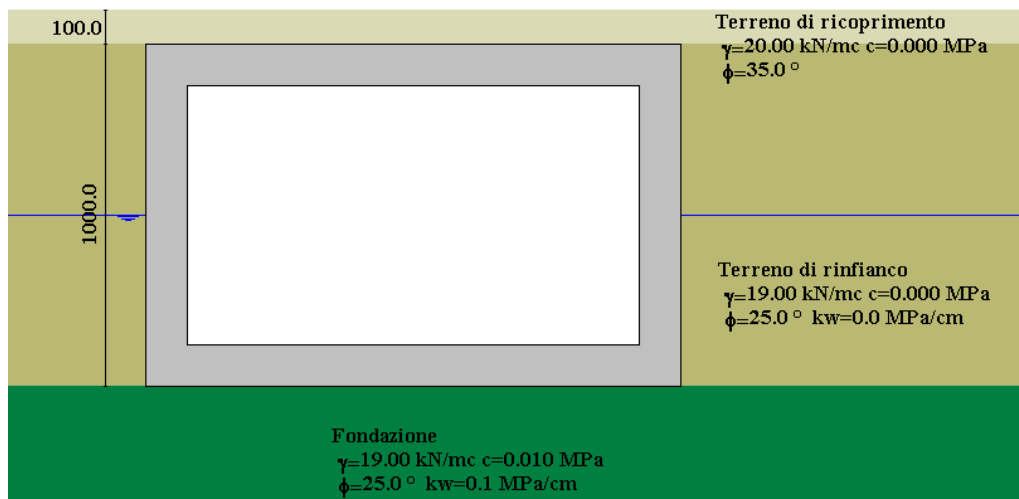 100.0
Terreno di ricoprimento
γ=20.00 kN/mc c=0.000 MPa
ϕ=35.0 °
1000.0
Terreno di rinfianco
γ=19.00 kN/mc c=0.000 MPa
ϕ=25.0 ° kw=0.0 MPa/cm
Fondazione
γ=19.00 kN/mc c=0.010 MPa
ϕ=25.0 ° kw=0.1 MPa/cm